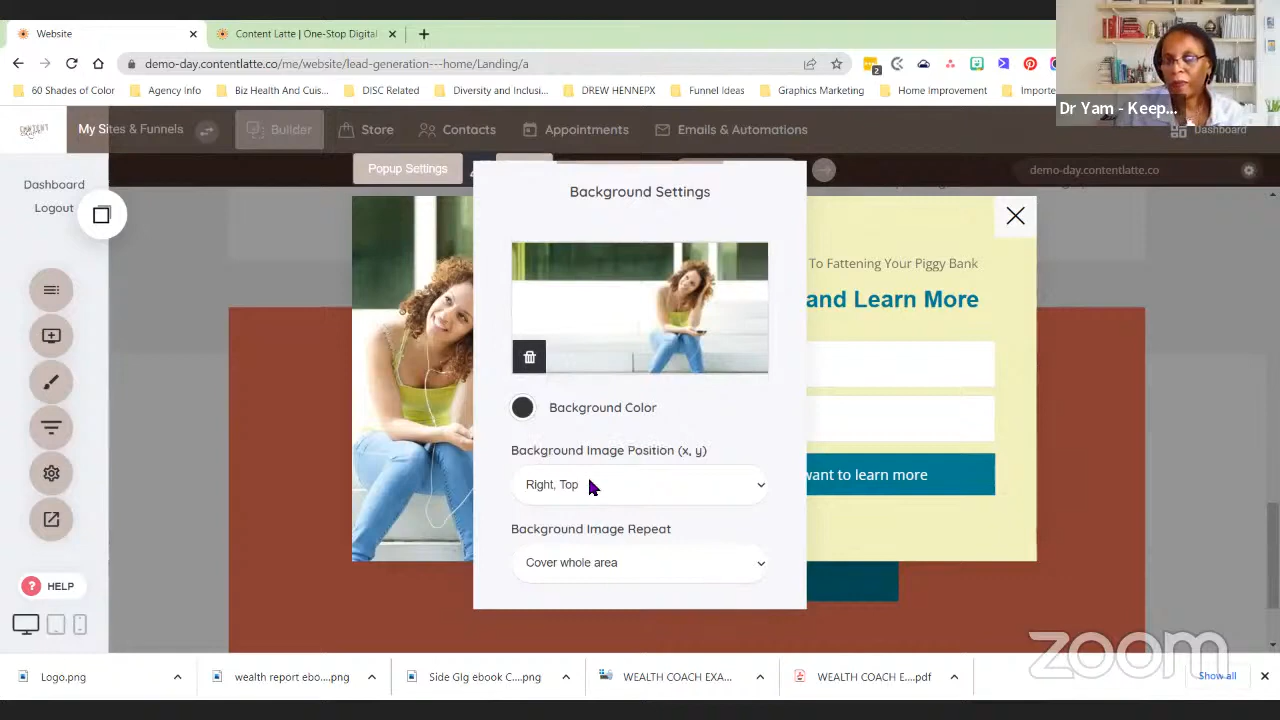 Website
Content Latte | One-Stop Digital
demo-day.contentlatte.co/me/website/lead-generation---home/Landing/a
2
60 Shades of Color
Agency Info
Biz Health And Cuis...
DISC Related
Diversity and Inclusi...
DREW HENNEPX
Funnel Ideas
Graphics Marketing
Home Improvement
Importe
Dr Yam - Keep...
My Sites & Funnels
Builder
Store
Contacts
Appointments
Emails & Automations
Dashboard
Popup Settings
demo-day.contentlatte.co
Dashboard
Logout
Background Settings
To Fattening Your Piggy Bank
and Learn More
Background Color
Background Image Position (x, y)
want to learn more
Right, Top
Background Image Repeat
Cover whole area
? HELP
zoom
Logo.png
wealth report ebo....png
Side GIg ebook C....png
WEALTH COACH EXA...
WEALTH COACH E....pdf
Show all